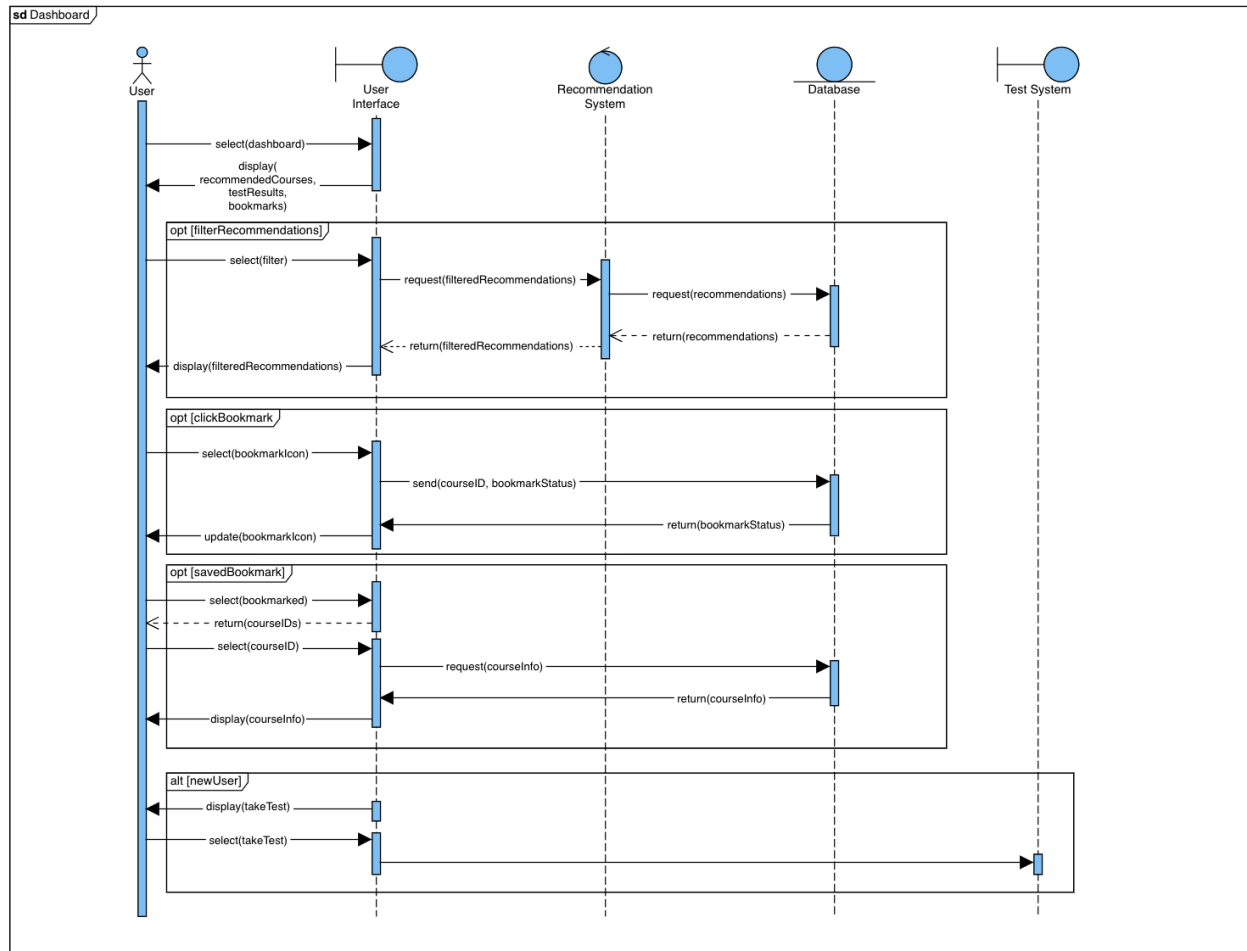 sd Dashboard
User
User
Interface
Recommendation
System
Database
Test System
select(dashboard)
display(
recommendedCourses,
testResults,
bookmarks)
opt [filterRecommendations]
select(filter)
request(filteredRecommendations)
request(recommendations)
return(recommendations)
return(filteredRecommendations)
display(filteredRecommendations)
opt [clickBookmark
select(bookmarkIcon)
send(courseID, bookmarkStatus)
return(bookmarkStatus)
update(bookmarkIcon)
opt [savedBookmark]
select(bookmarked)
return(courseIDs)
select(courseID)
request(courseInfo)
return(courseInfo)
display(courseInfo)
alt [newUser]
display(takeTest)
select(takeTest)